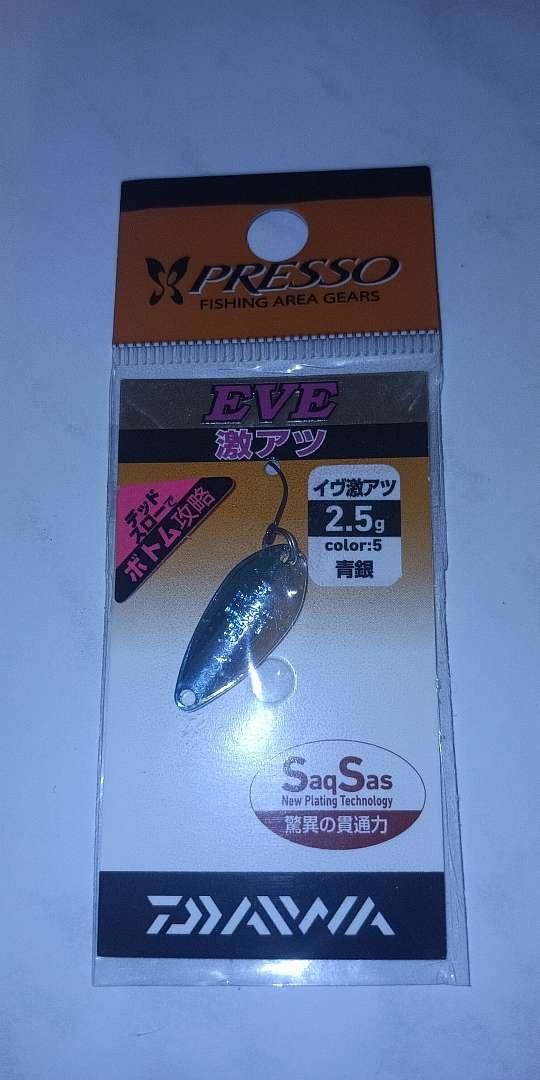 PRESSO
FISHING AREA GEARS
EVE
激アツ
デッド
スローで
ボトム攻略
イヴ激アツ
2.5g
color:5
青銀
SaqSas
New Plating Technology
驚異の貫通力
DAIWA